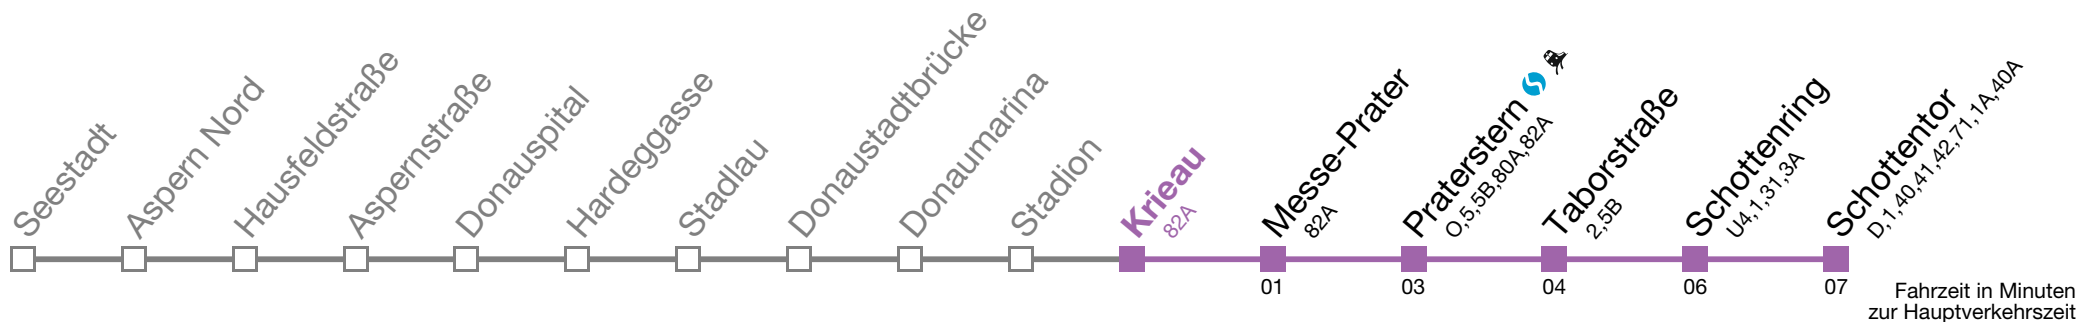 Seestadt
Aspern Nord
Hausfeldstraße
Aspernstraße
Donauspital
Hardeggasse
Stadlau
Donaustadtbrücke
Donaumarina
Stadion
Krieau
82A
Messe-Prater
82A
Praterstern
O,5,5B,80A,82A
Taborstraße
2,5B
Schottenring
U4,1,31,3A
Schottentor
D,1,40,41,42,71,1A,40A
01
03
04
06
07
Fahrzeit in Minuten
zur Hauptverkehrszeit